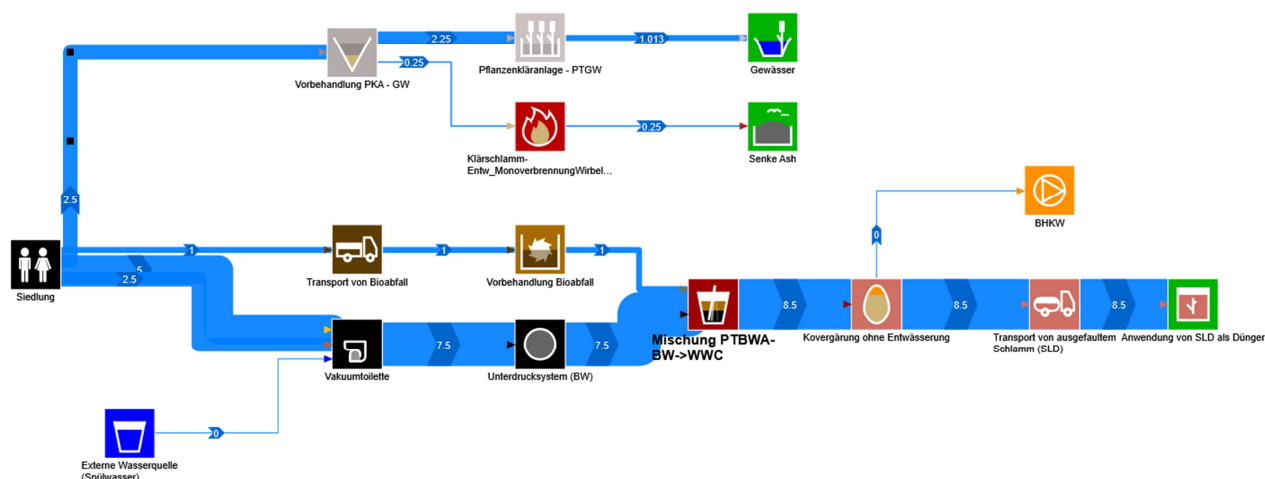 2.25
1.013
Vorbehandlung PKA - GW
Pflanzenkläranlage - PTGW
Gewässer
0.25
0.25
Klärschlamm-
Entw_MonoverbrennungWirbel...
Senke Ash
2.5
BHKW
0
1
1
1
Siedlung
Transport von Bioabfall
Vorbehandlung Bioabfall
5
2.5
8.5
8.5
8.5
Mischung PTBWA-
BW->WWC
Kovergärung ohne Entwässerung
Transport von ausgefaultem
Schlamm (SLD)
Anwendung von SLD als Dünger
7.5
7.5
Vakuumtoilette
Unterdrucksystem (BW)
0
Externe Wasserquelle
(Spülwasser)